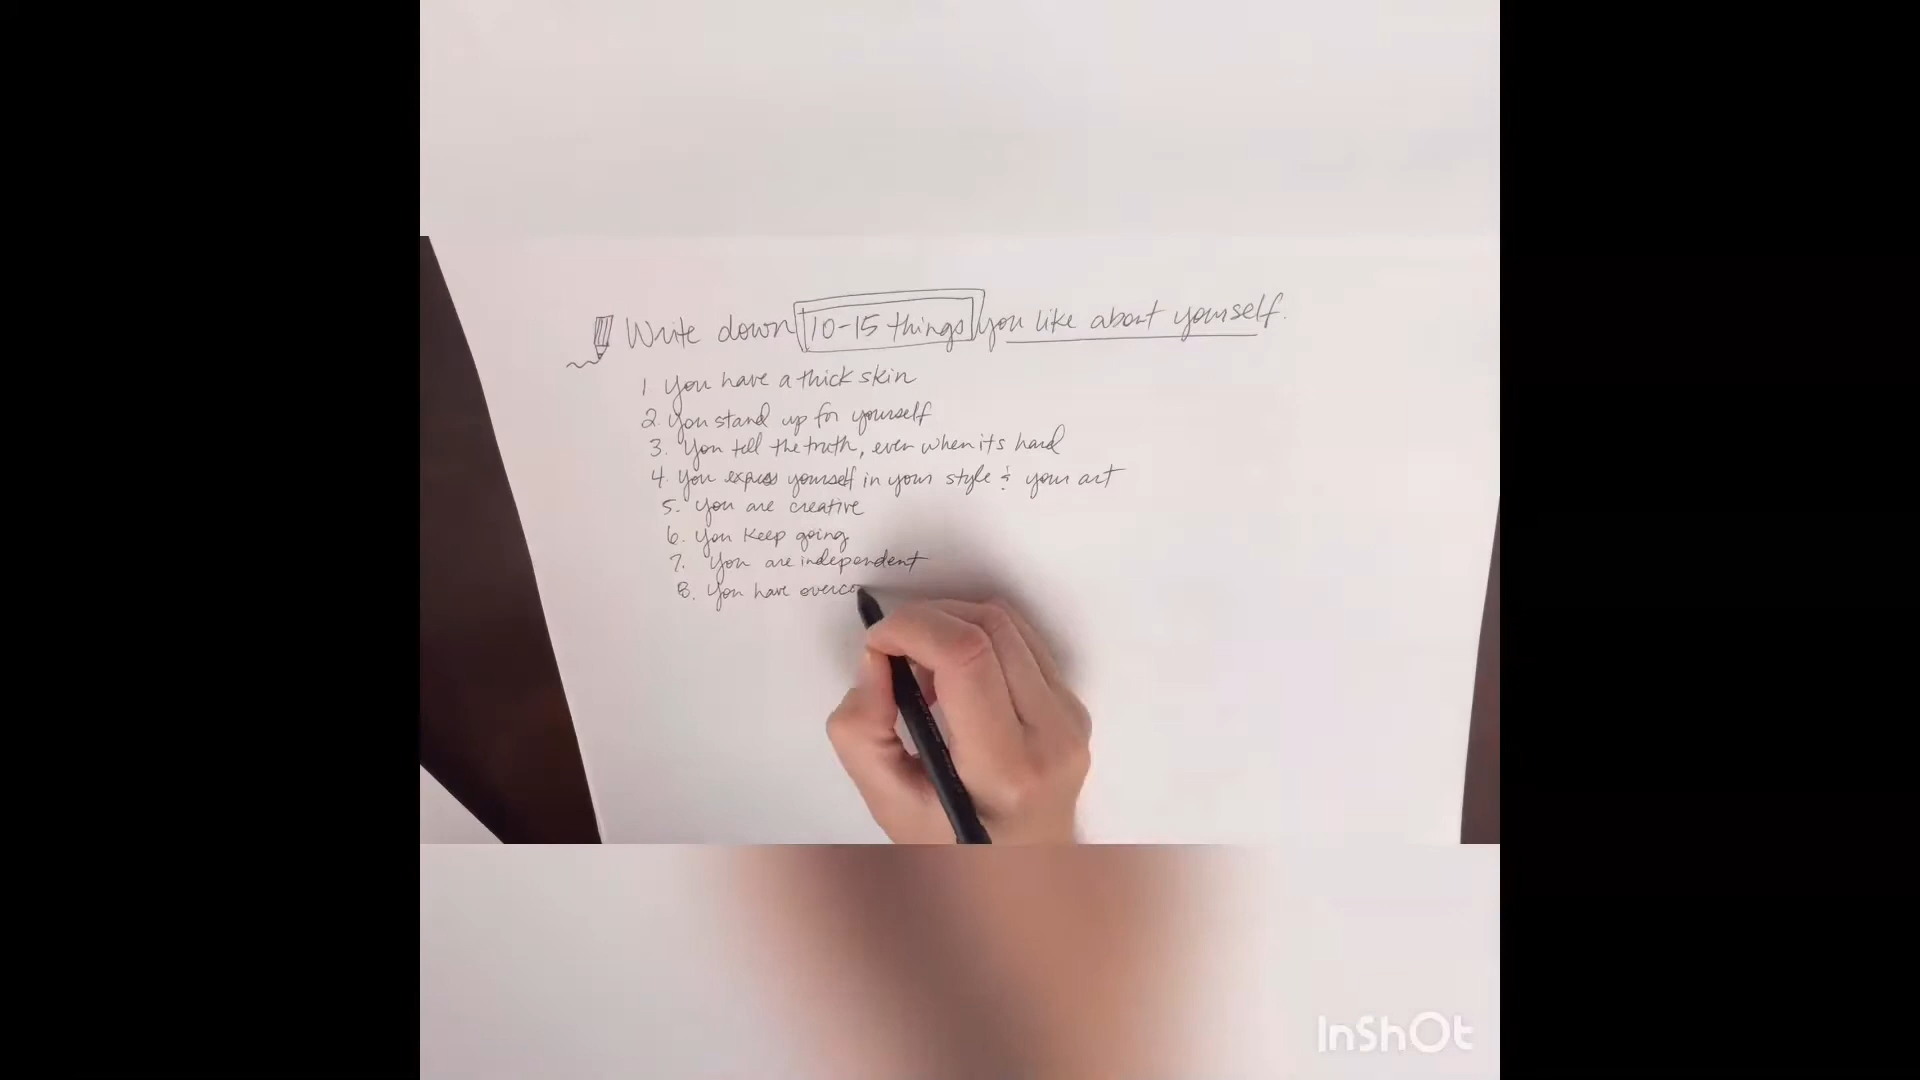 Write down 10-15 things you like about yourself.
1 You have a thick skin
2. You stand up for yourself
3. You tell the truth, even when its hard
4. You express yourself in your style & your art
5. You are creative
6. You keep going
7. You are independent
8. You have overco
InShOt